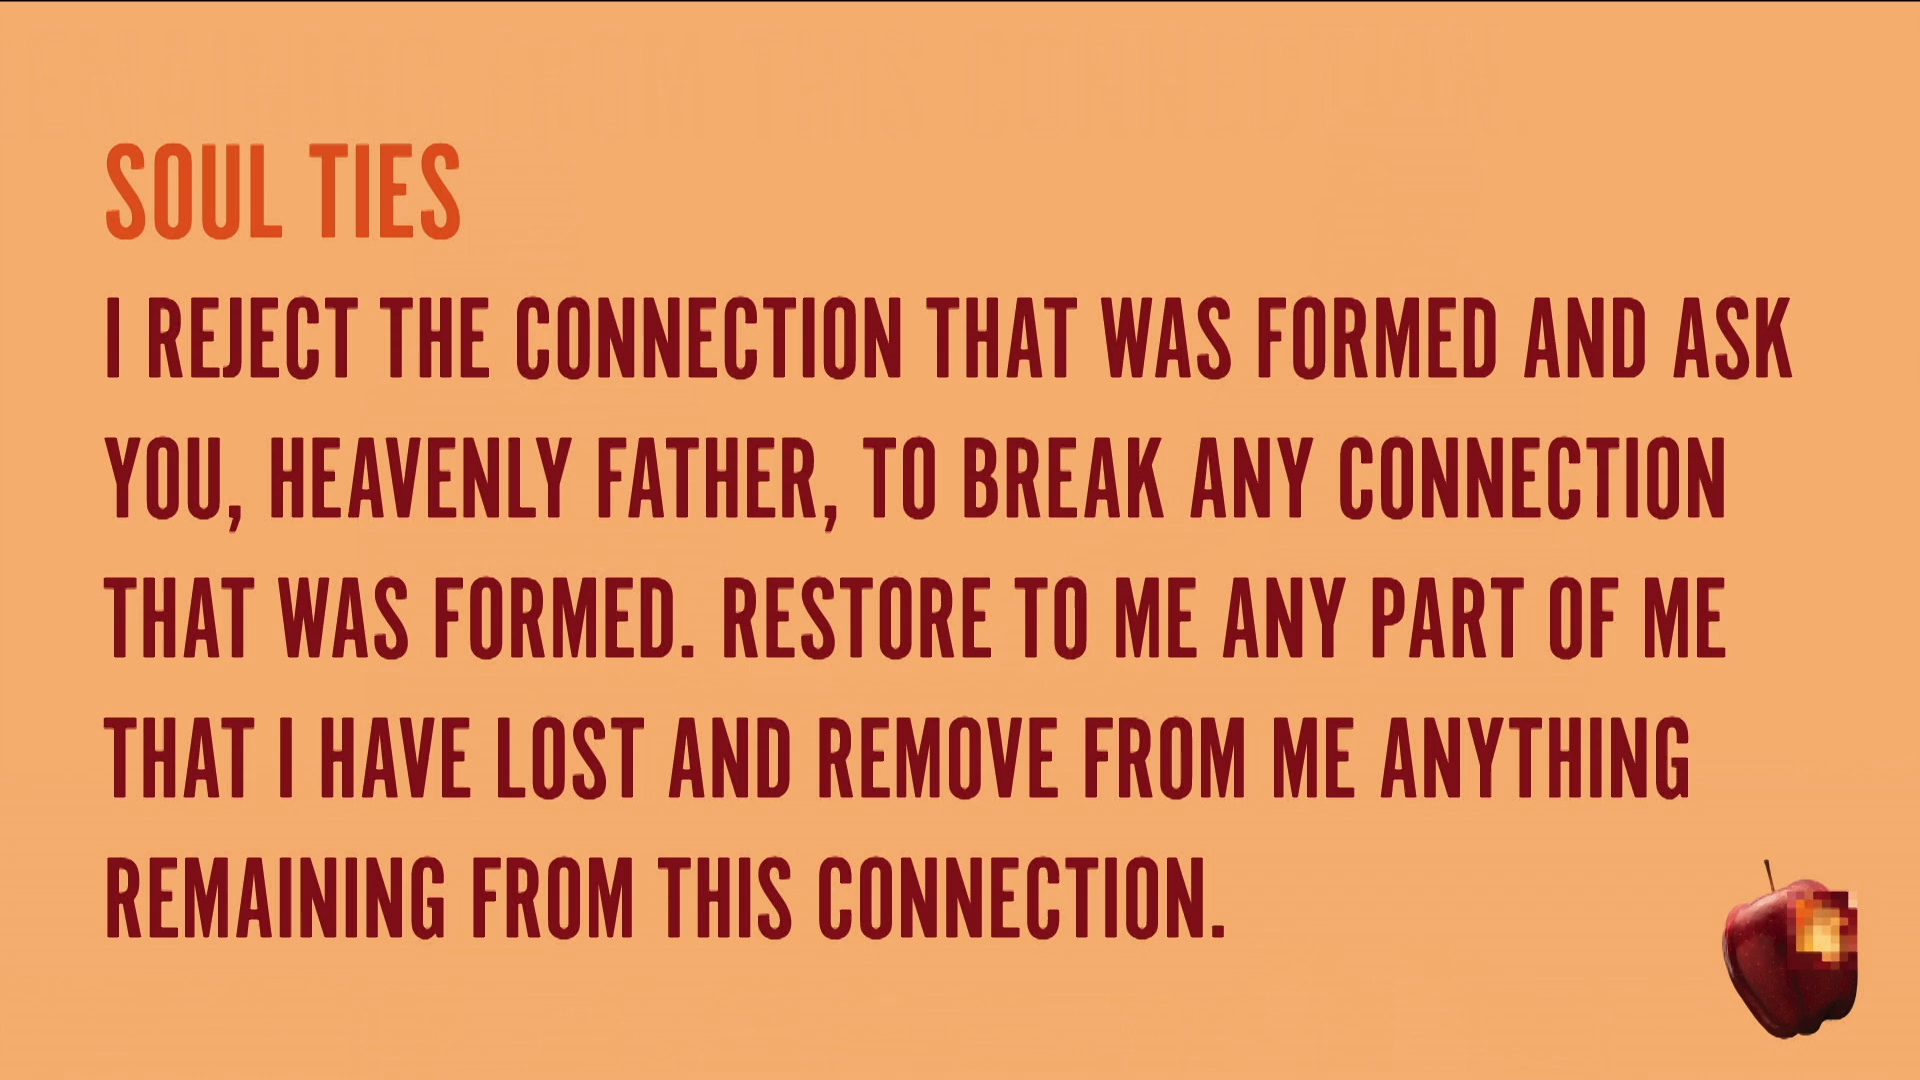 SOUL TIES
I REJECT THE CONNECTION THAT WAS FORMED AND ASK
YOU, HEAVENLY FATHER, TO BREAK ANY CONNECTION
THAT WAS FORMED. RESTORE TO ME ANY PART OF ME
THAT I HAVE LOST AND REMOVE FROM ME ANYTHING
REMAINING FROM THIS CONNECTION.